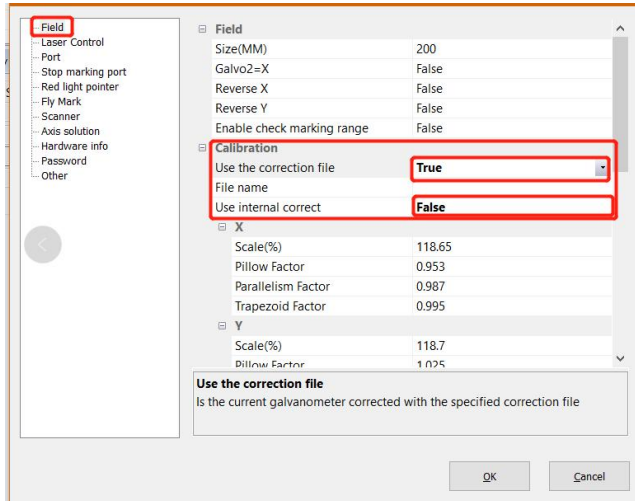 Field
Laser Control
Port
Stop marking port
Red light pointer
Fly Mark
Scanner
Axis solution
Hardware info
Password
Other
Field
Size(MM) 200
Galvo2=X False
Reverse X False
Reverse Y False
Enable check marking range False
Calibration
Use the correction file True
File name
Use internal correct False
X
Scale(%) 118.65
Pillow Factor 0.953
Parallelism Factor 0.987
Trapezoid Factor 0.995
Y
Scale(%) 118.7
Pillow Factor 1.025
Use the correction file
Is the current galvanometer corrected with the specified correction file
OK Cancel